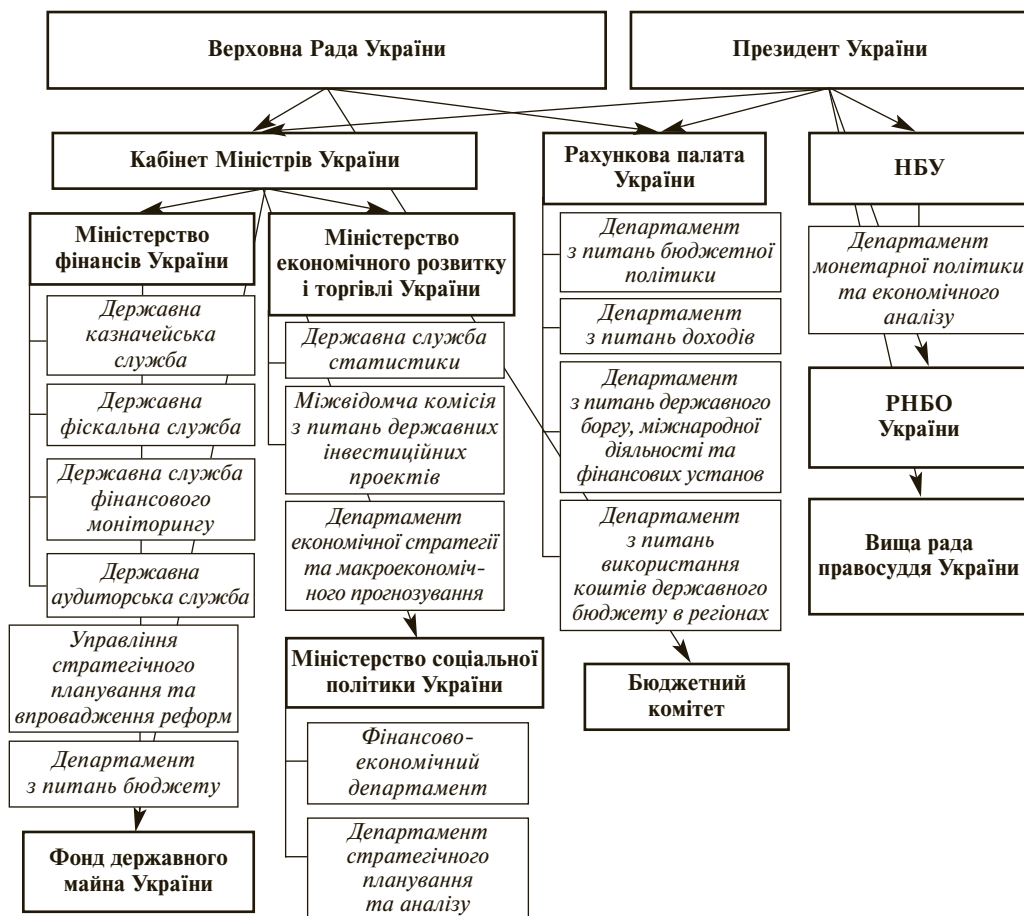 Верховна Рада України
Президент України
Кабінет Міністрів України
Рахункова палата
України
НБУ
Міністерство
фінансів України
Міністерство
економічного розвитку
і торгівлі України
Департамент
з питань бюджетної
політики
Департамент
монетарної політики
та економічного
аналізу
Державна
казначейська
служба
Державна служба
статистики
Департамент
з питань доходів
Державна
фіскальна служба
Міжвідомча комісія
з питань державних
інвестиційних
проектів
Департамент
з питань державного
боргу, міжнародної
діяльності та
фінансових установ
РНБО
України
Державна служба
фінансового
моніторингу
Департамент
економічної стратегії
та макроекономіч-
ного прогнозування
Департамент
з питань
використання
коштів державного
бюджету в регіонах
Вища рада
правосуддя України
Державна
аудиторська служба
Управління
стратегічного
планування та
впровадження реформ
Міністерство соціальної
політики України
Бюджетний
комітет
Департамент
з питань бюджету
Фінансово-
економічний
департамент
Фонд державного
майна України
Департамент
стратегічного
планування
та аналізу